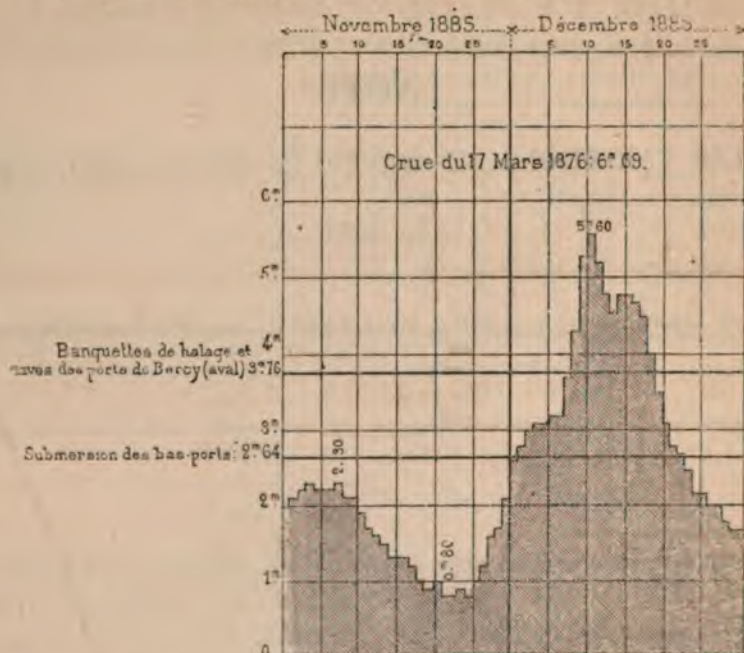 Novembre 1885
Décembre 1885
5 10 15 20 25 5 10 15 20 25
Crue du 17 Mars 1876: 6m 69.
6m
5m 60
5m
4m
Banquettes de halage et
des ports de Bercy (aval) 3m 76
3m
Submersion des bas-ports: 2m 64
2. 30
2m
0m 80
1m
0